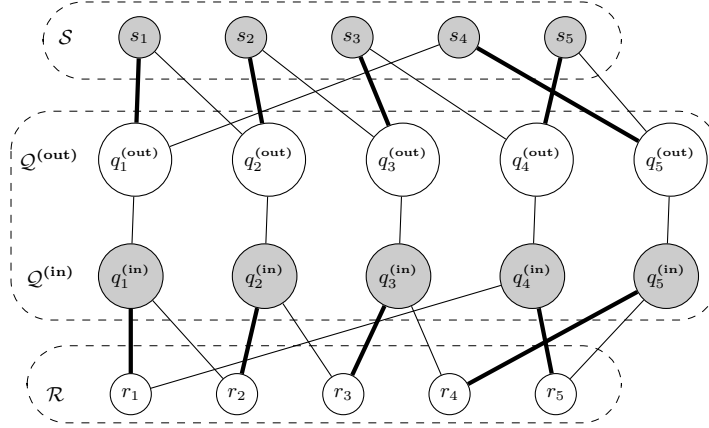 𝒮 s₁ s₂ s₃ s₄ s₅
𝒬^(out) q₁^(out) q₂^(out) q₃^(out) q₄^(out) q₅^(out)
𝒬^(in) q₁^(in) q₂^(in) q₃^(in) q₄^(in) q₅^(in)
ℛ r₁ r₂ r₃ r₄ r₅